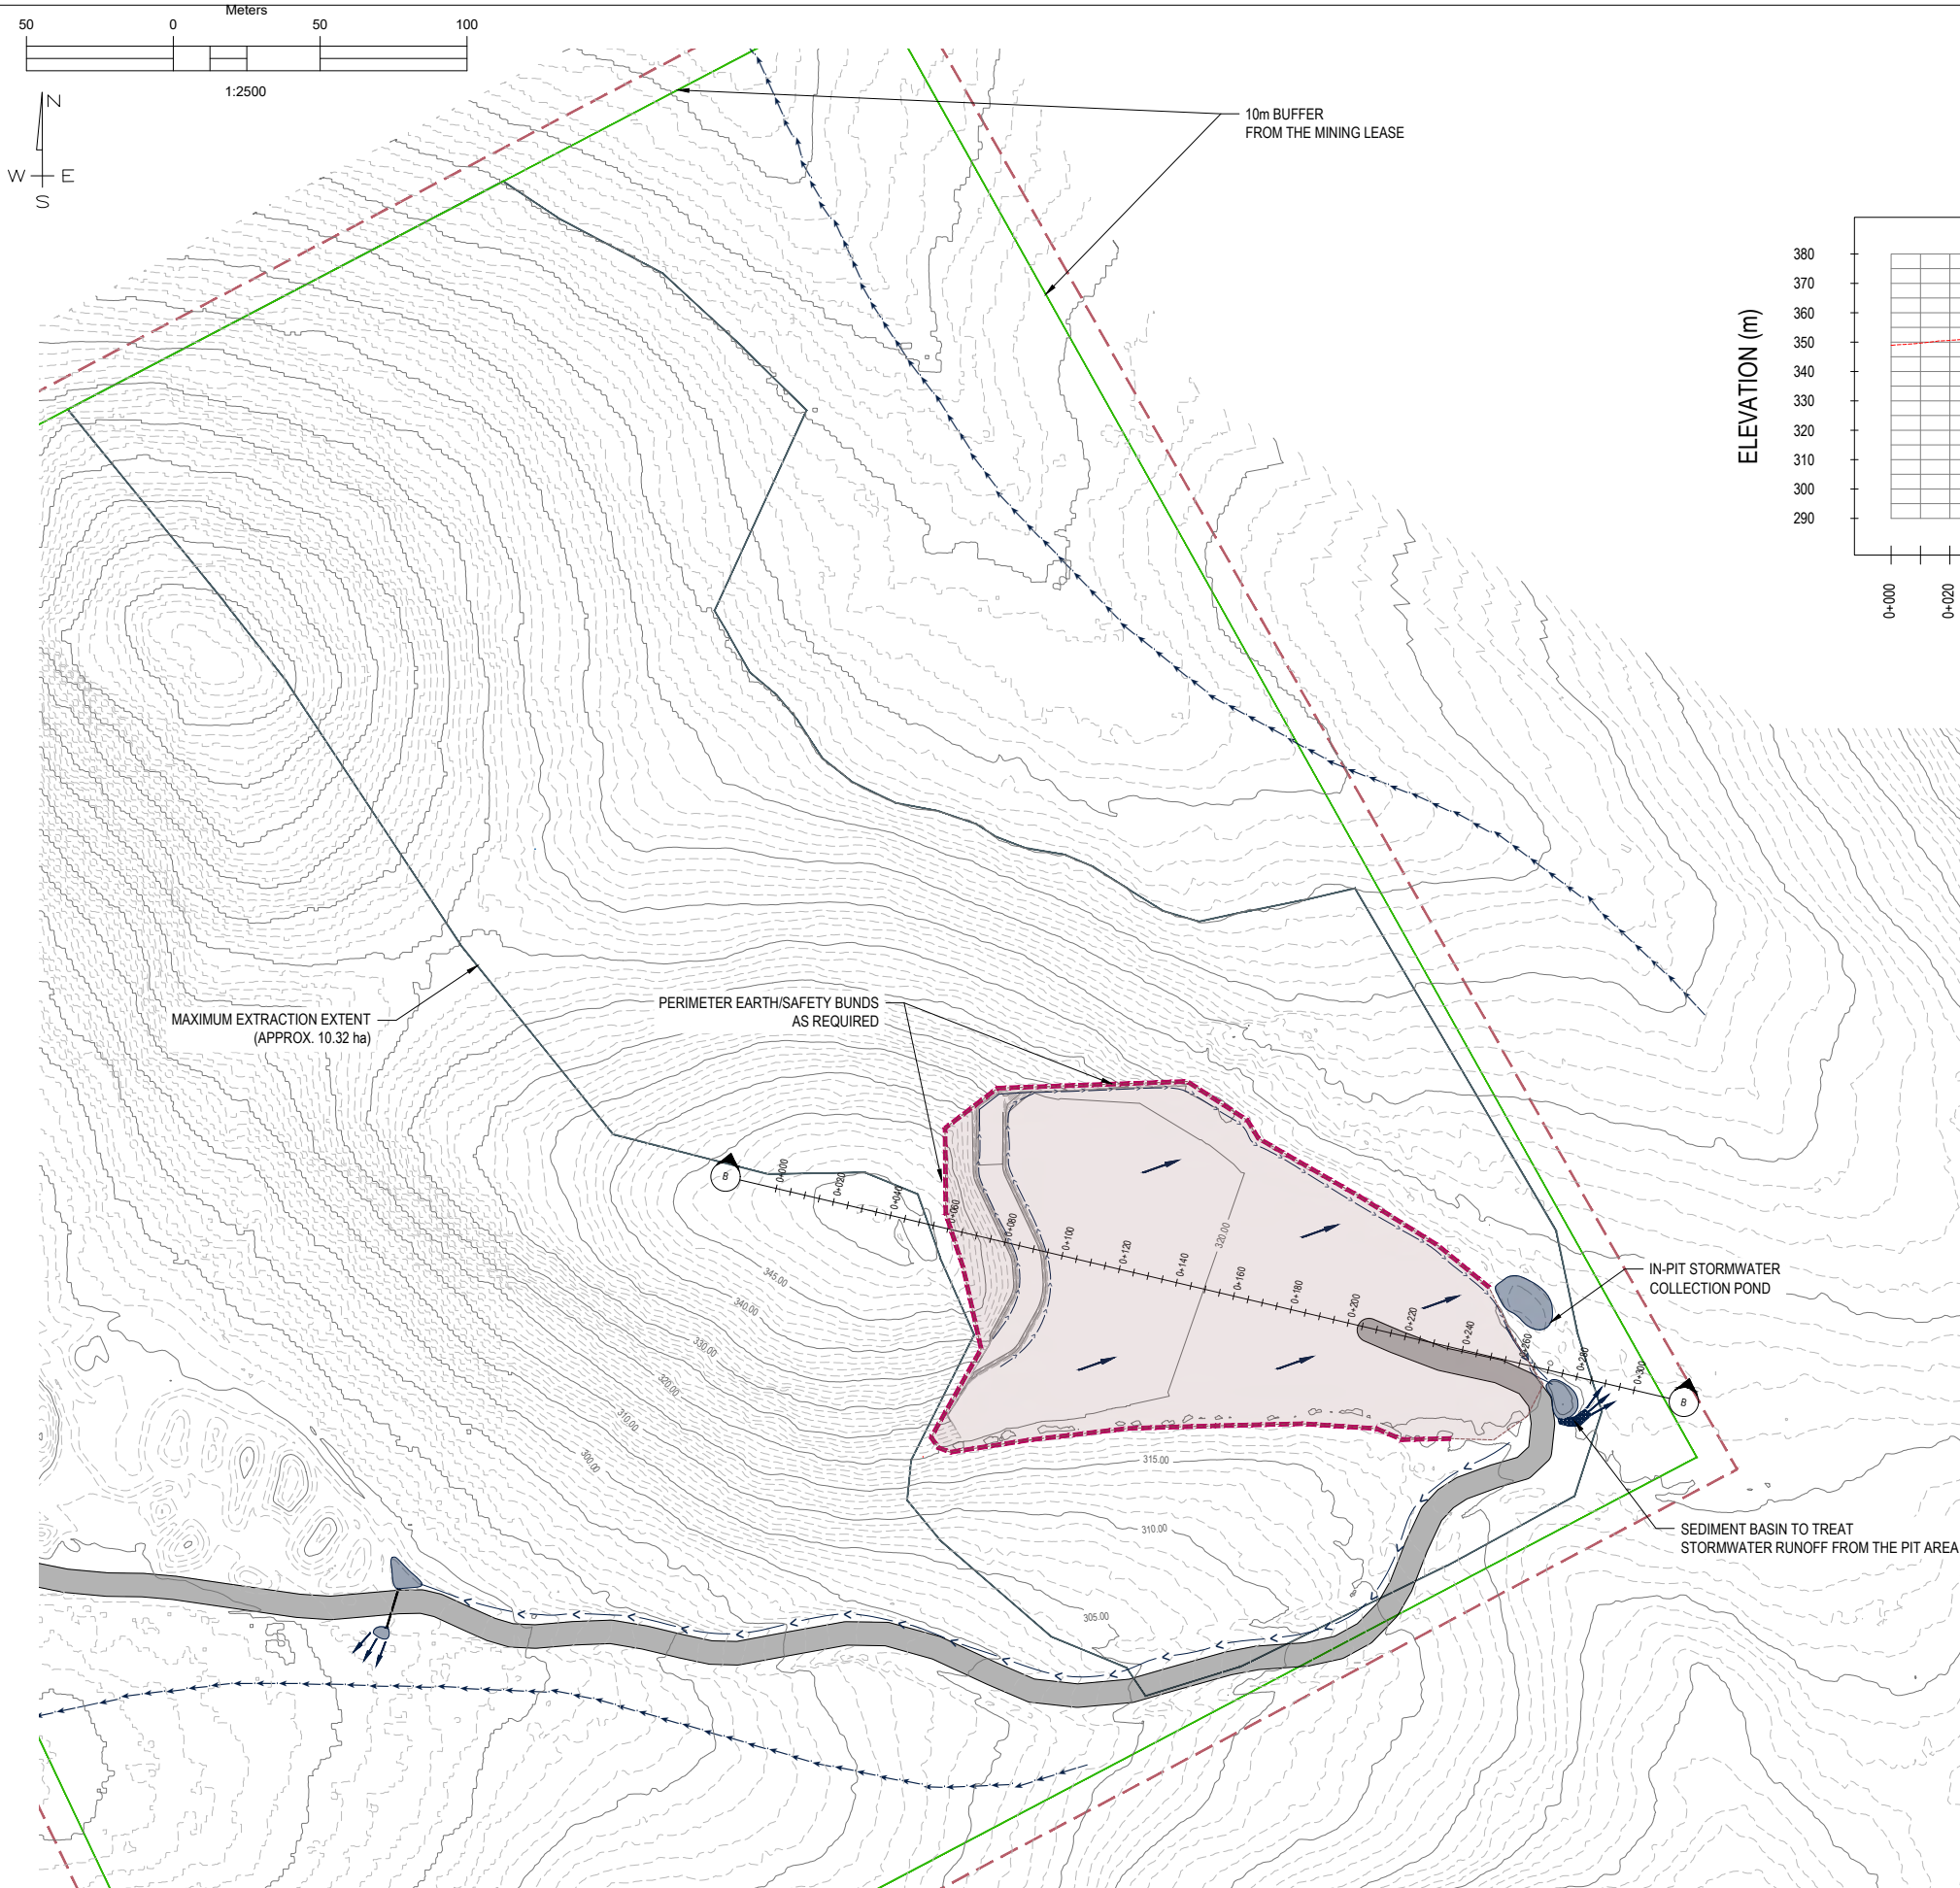 Meters
50 0 50 100
1:2500
N
W E
S
10m BUFFER
FROM THE MINING LEASE
380
370
360
350
340
330
320
310
300
290
ELEVATION (m)
0+000
0+020
MAXIMUM EXTRACTION EXTENT
(APPROX. 10.32 ha)
PERIMETER EARTH/SAFETY BUNDS
AS REQUIRED
B
0+000
0+020
0+040
0+060
0+080
0+100
0+120
0+140
0+160
0+180
0+200
0+220
0+240
0+260
0+280
0+300
B
320.00
345.00
340.00
330.00
320.00
310.00
300.00
315.00
310.00
305.00
IN-PIT STORMWATER
COLLECTION POND
SEDIMENT BASIN TO TREAT
STORMWATER RUNOFF FROM THE PIT AREA